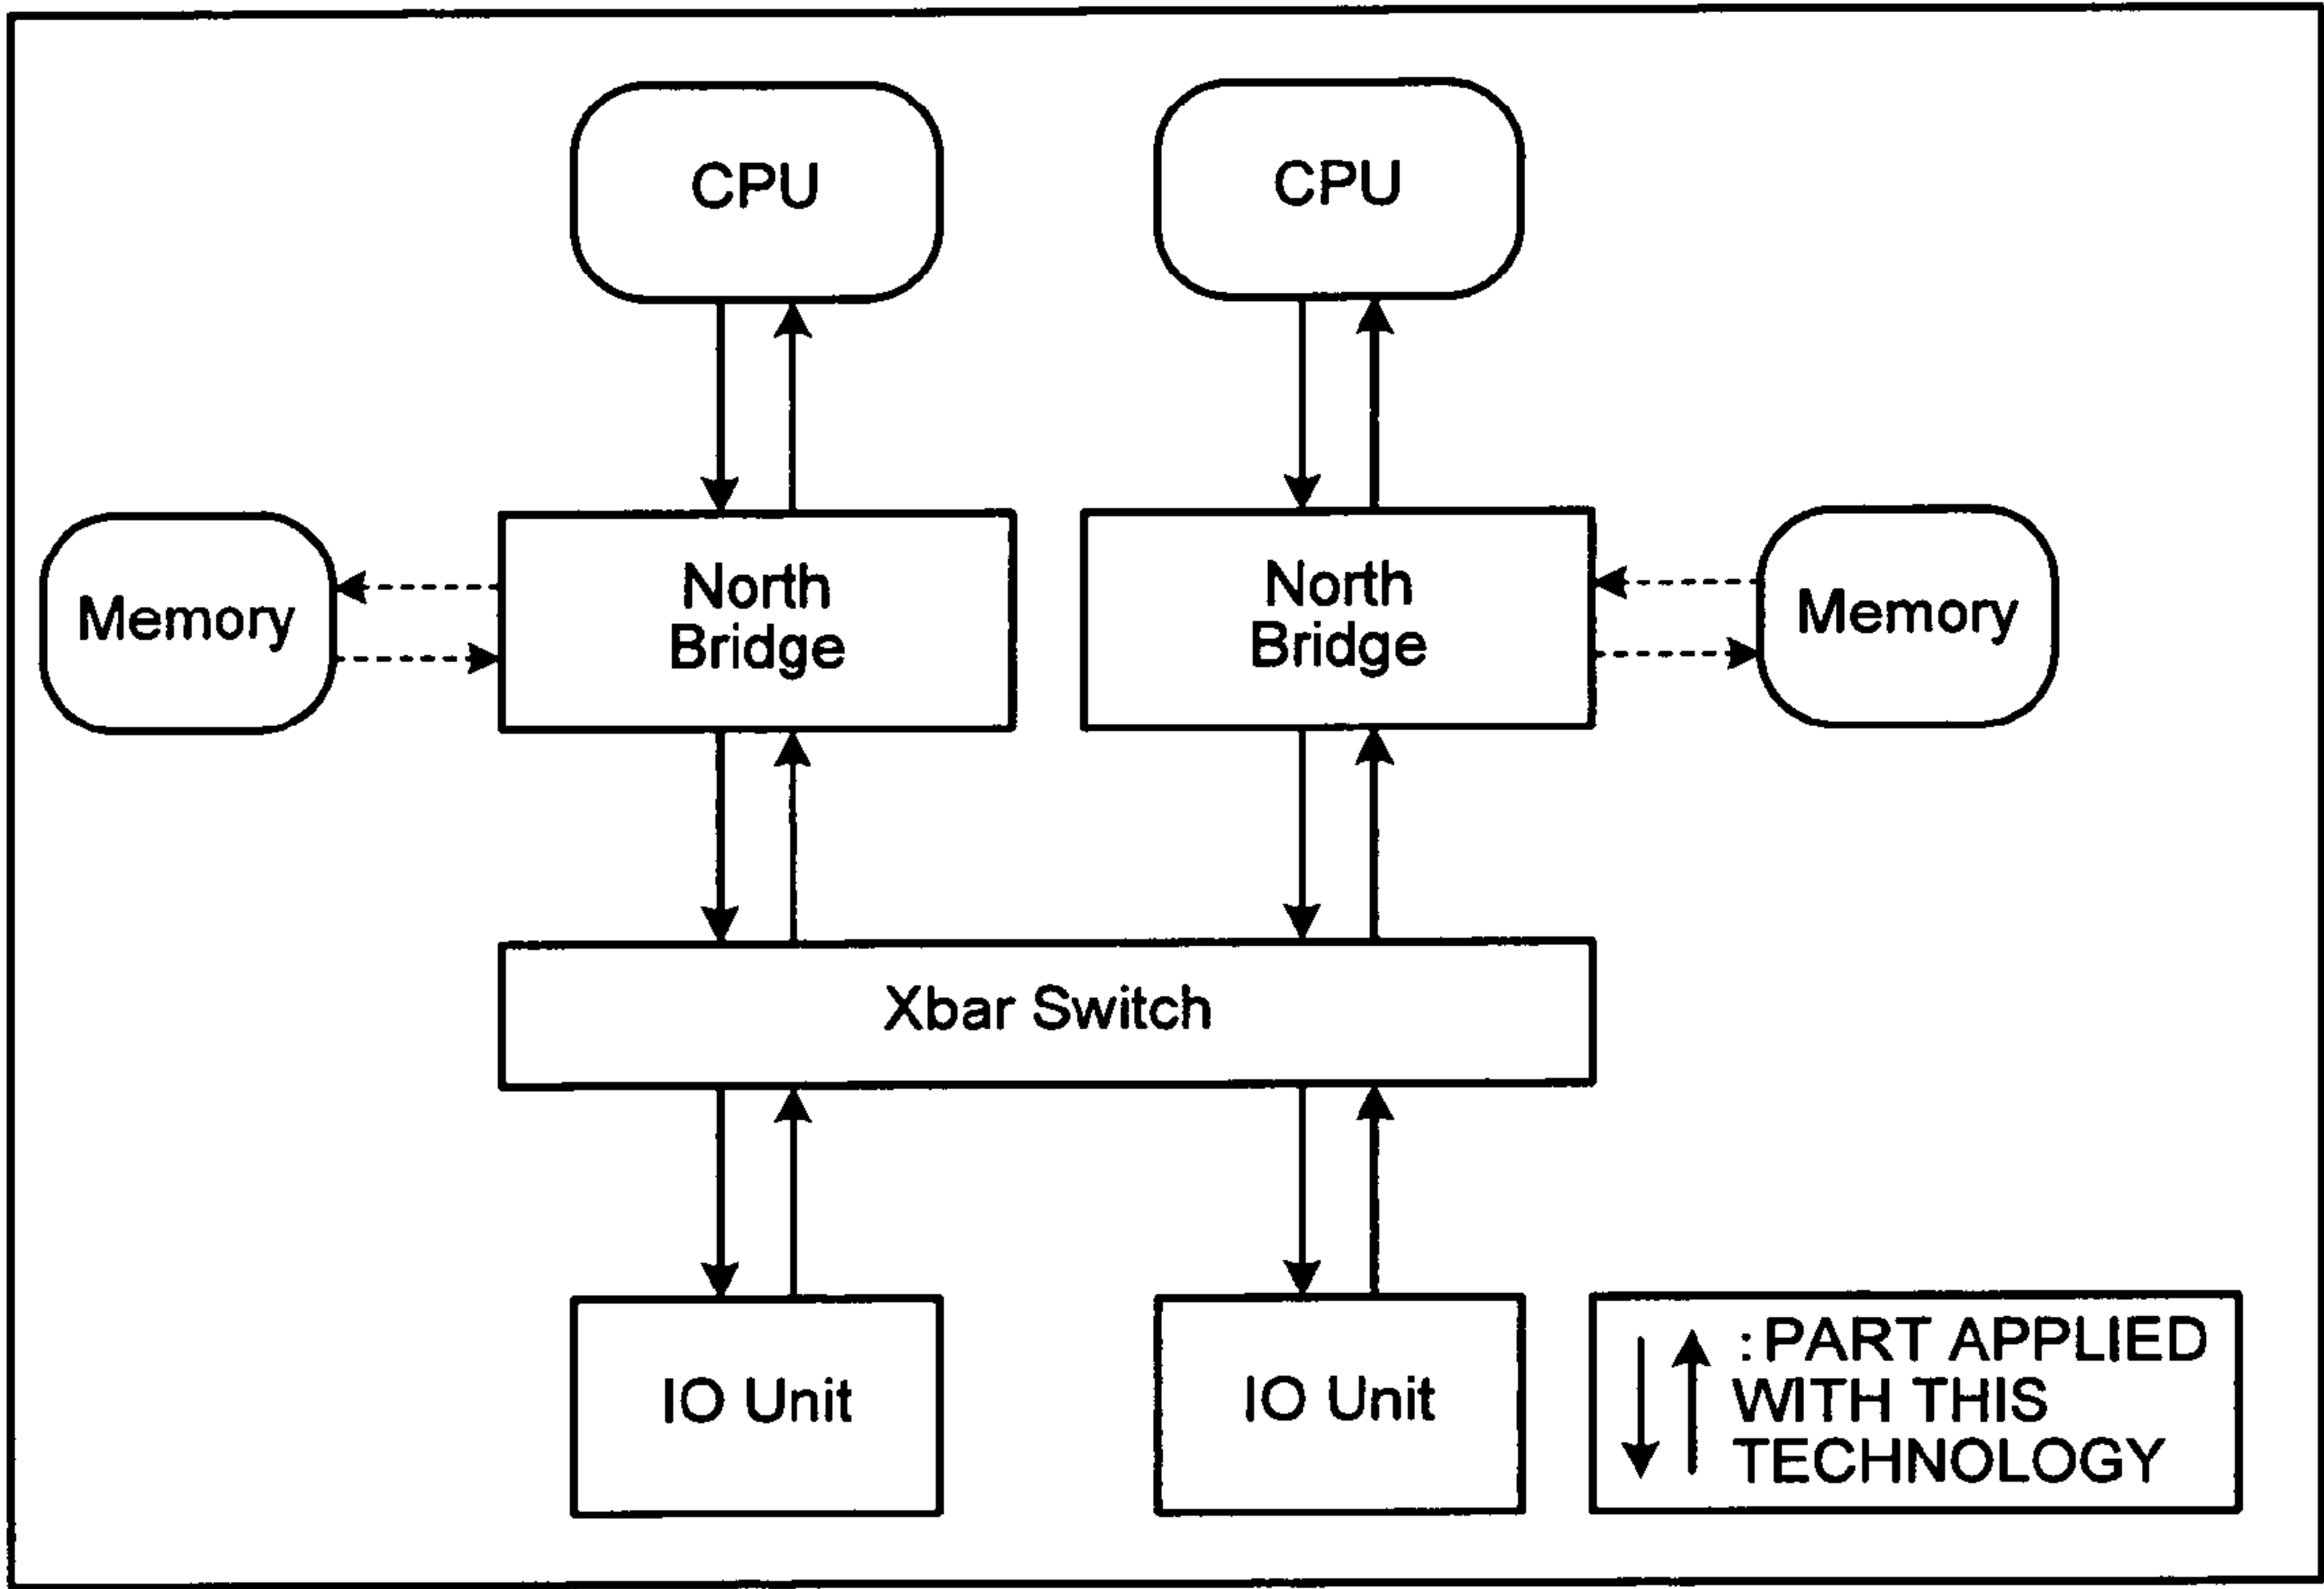 CPU
CPU
Memory
North
Bridge
North
Bridge
Memory
Xbar Switch
IO Unit
IO Unit
: PART APPLIED
WITH THIS
TECHNOLOGY